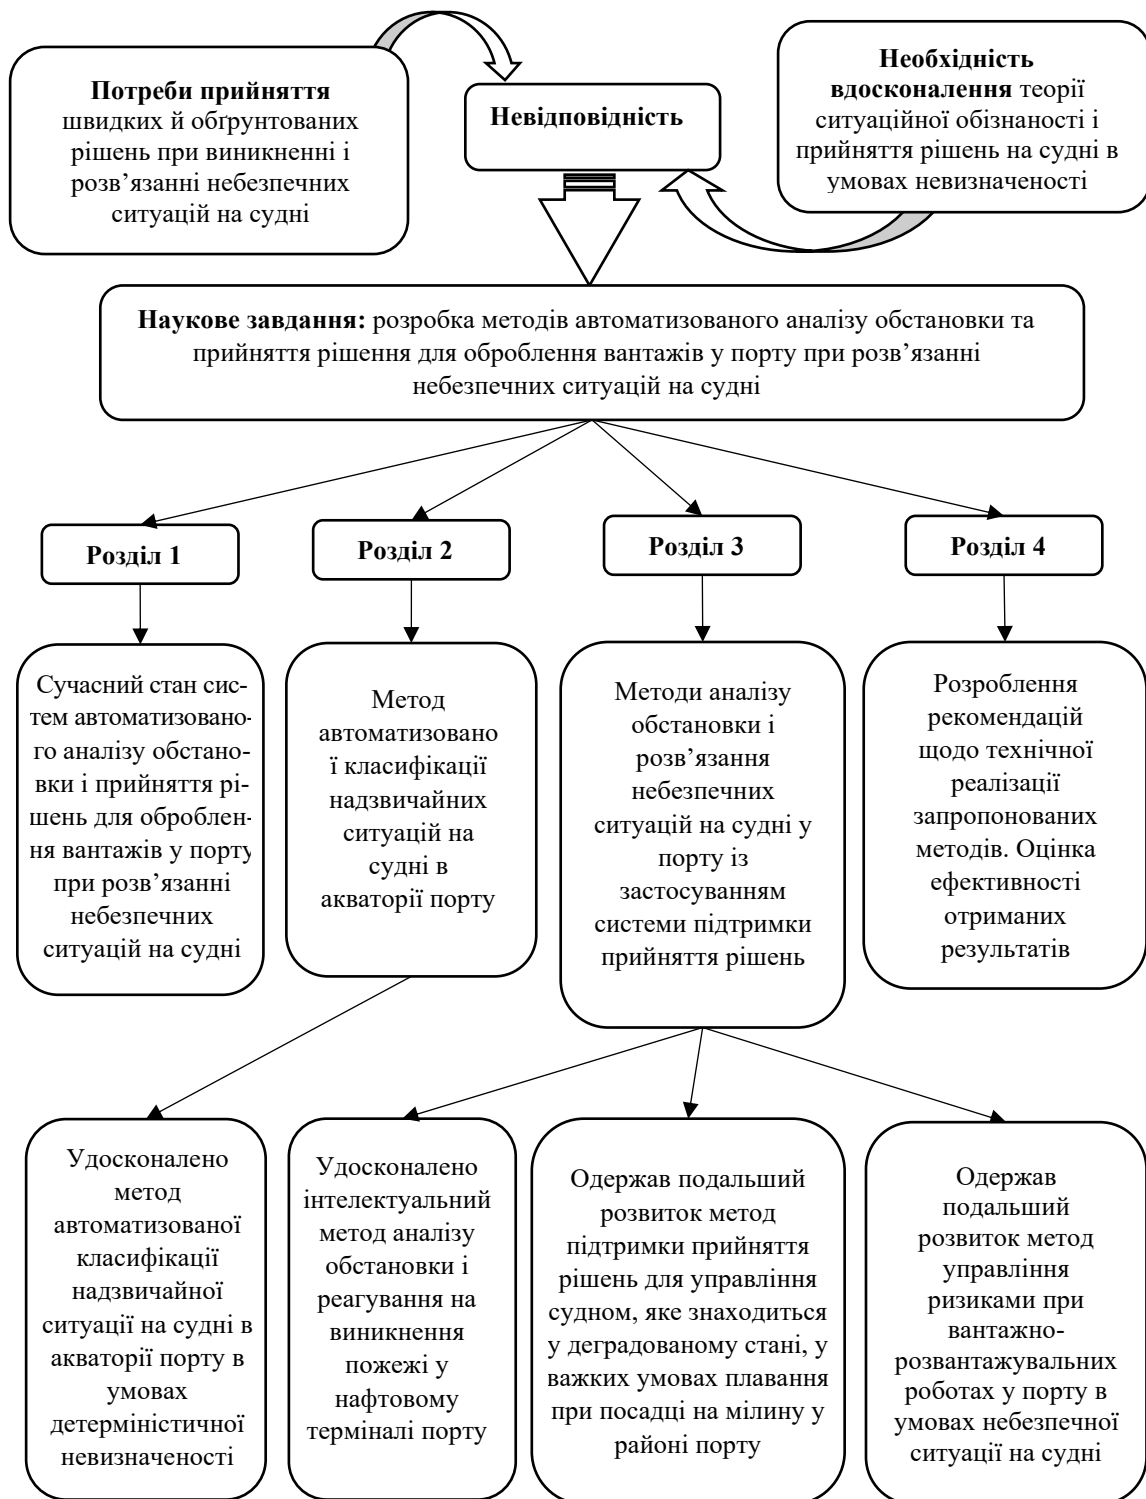 Потреби прийняття
швидких й обґрунтованих
рішень при виникненні і
розв’язанні небезпечних
ситуацій на судні
Невідповідність
Необхідність
вдосконалення теорії
ситуаційної обізнаності і
прийняття рішень на судні в
умовах невизначеності
Наукове завдання: розробка методів автоматизованого аналізу обстановки та
прийняття рішення для оброблення вантажів у порту при розв’язанні
небезпечних ситуацій на судні
Розділ 1
Розділ 2
Розділ 3
Розділ 4
Сучасний стан сис-
тем автоматизовано-
го аналізу обстано-
вки і прийняття рі-
шень для оброблен-
ня вантажів у порту
при розв’язанні
небезпечних
ситуацій на судні
Метод
автоматизовано
ї класифікації
надзвичайних
ситуацій на
судні в
акваторії порту
Методи аналізу
обстановки і
розв’язання
небезпечних
ситуацій на судні у
порту із
застосуванням
системи підтримки
прийняття рішень
Розроблення
рекомендацій
щодо технічної
реалізації
запропонованих
методів. Оцінка
ефективності
отриманих
результатів
Удосконалено
метод
автоматизованої
класифікації
надзвичайної
ситуації на судні в
акваторії порту в
умовах
детерміністичної
невизначеності
Удосконалено
інтелектуальний
метод аналізу
обстановки і
реагування на
виникнення
пожежі у
нафтовому
терміналі порту
Одержав подальший
розвиток метод
підтримки прийняття
рішень для управління
судном, яке знаходиться
у деградованому стані, у
важких умовах плавання
при посадці на мілину у
районі порту
Одержав
подальший
розвиток метод
управління
ризиками при
вантажно-
розвантажувальних
роботах у порту в
умовах небезпечної
ситуації на судні